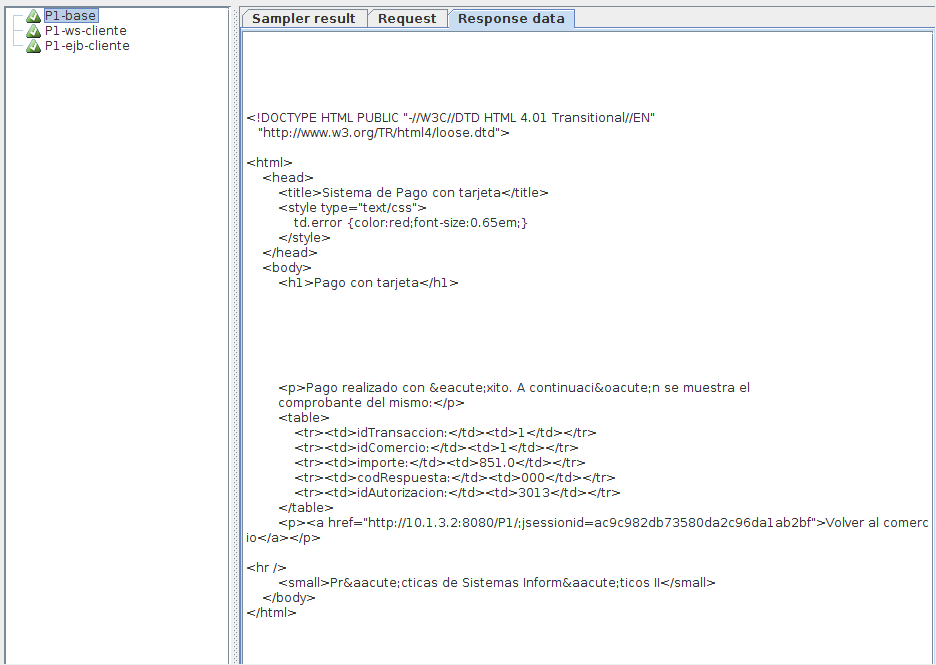 P1-base
P1-ws-cliente
P1-ejb-cliente
Sampler result Request Response data
<!DOCTYPE HTML PUBLIC "-//W3C//DTD HTML 4.01 Transitional//EN"
"http://www.w3.org/TR/html4/loose.dtd">
<html>
<head>
<title>Sistema de Pago con tarjeta</title>
<style type="text/css">
td.error {color:red;font-size:0.65em;}
</style>
</head>
<body>
<h1>Pago con tarjeta</h1>
<p>Pago realizado con &eacute;xito. A continuaci&oacute;n se muestra el
comprobante del mismo:</p>
<table>
<tr><td>idTransaccion:</td><td>1</td></tr>
<tr><td>idComercio:</td><td>1</td></tr>
<tr><td>importe:</td><td>851.0</td></tr>
<tr><td>codRespuesta:</td><td>000</td></tr>
<tr><td>idAutorizacion:</td><td>3013</td></tr>
</table>
<p><a href="http://10.1.3.2:8080/P1/;jsessionid=ac9c982db73580da2c96da1ab2bf">Volver al comerc
io</a></p>
<hr />
<small>Pr&aacute;cticas de Sistemas Inform&aacute;ticos II</small>
</body>
</html>